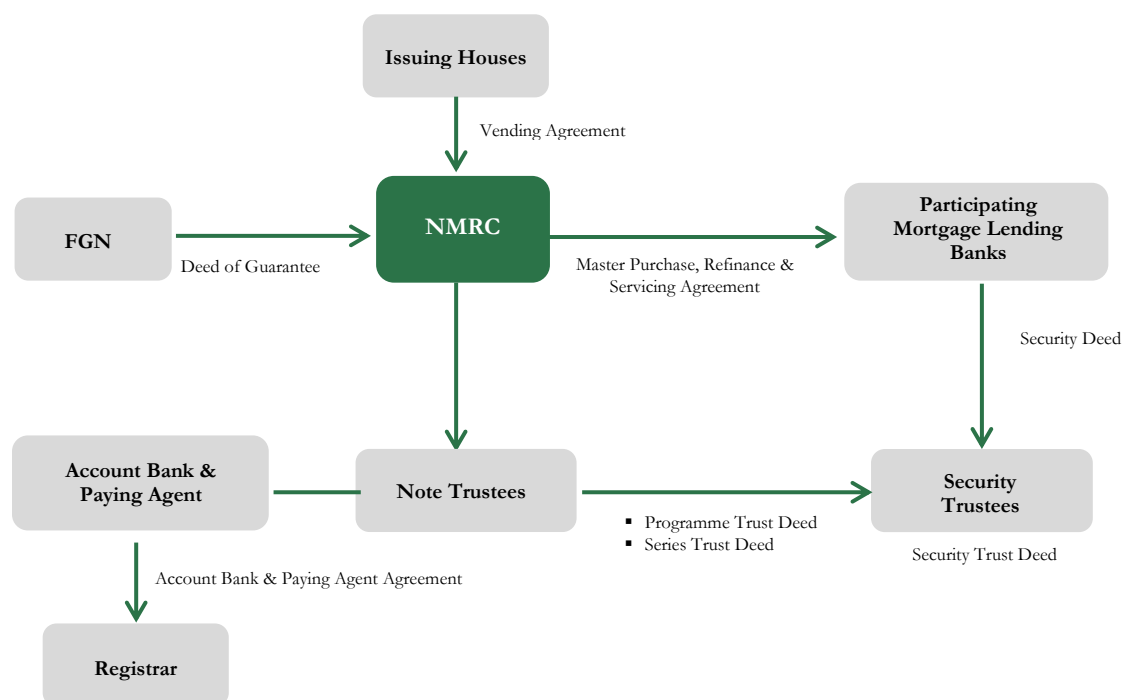 Issuing Houses
Vending Agreement
FGN
Deed of Guarantee
NMRC
Master Purchase, Refinance &
Servicing Agreement
Participating
Mortgage Lending
Banks
Security Deed
Account Bank &
Paying Agent
Note Trustees
▪ Programme Trust Deed
▪ Series Trust Deed
Security
Trustees
Security Trust Deed
Account Bank & Paying Agent Agreement
Registrar